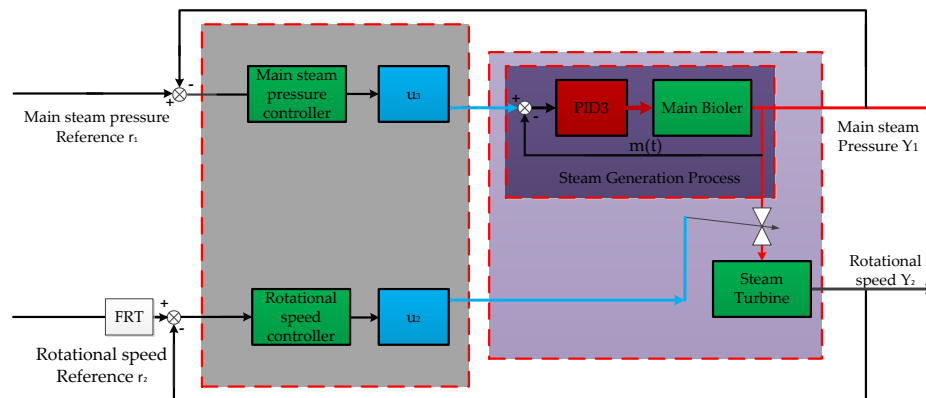 -
+
Main steam pressure
Reference r₁
Main steam
pressure
controller
u₃
+
-
PID3
Main Bioler
m(t)
Steam Generation Process
Main steam
Pressure Y1
Steam
Turbine
Rotational
speed Y₂
FRT
+
-
Rotational speed
Reference r₂
Rotational
speed
controller
u₂